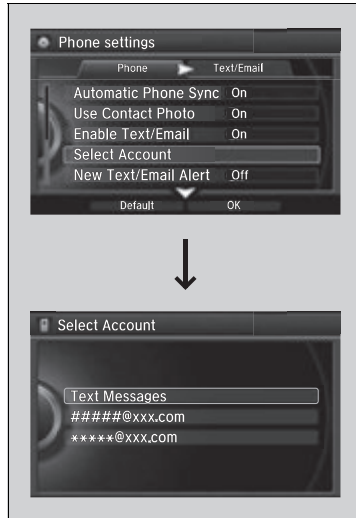 Phone settings
Phone Text/Email
Automatic Phone Sync On
Use Contact Photo On
Enable Text/Email On
Select Account
New Text/Email Alert Off
Default OK
Select Account
Text Messages
#####@xxx.com
*****@xxx.com